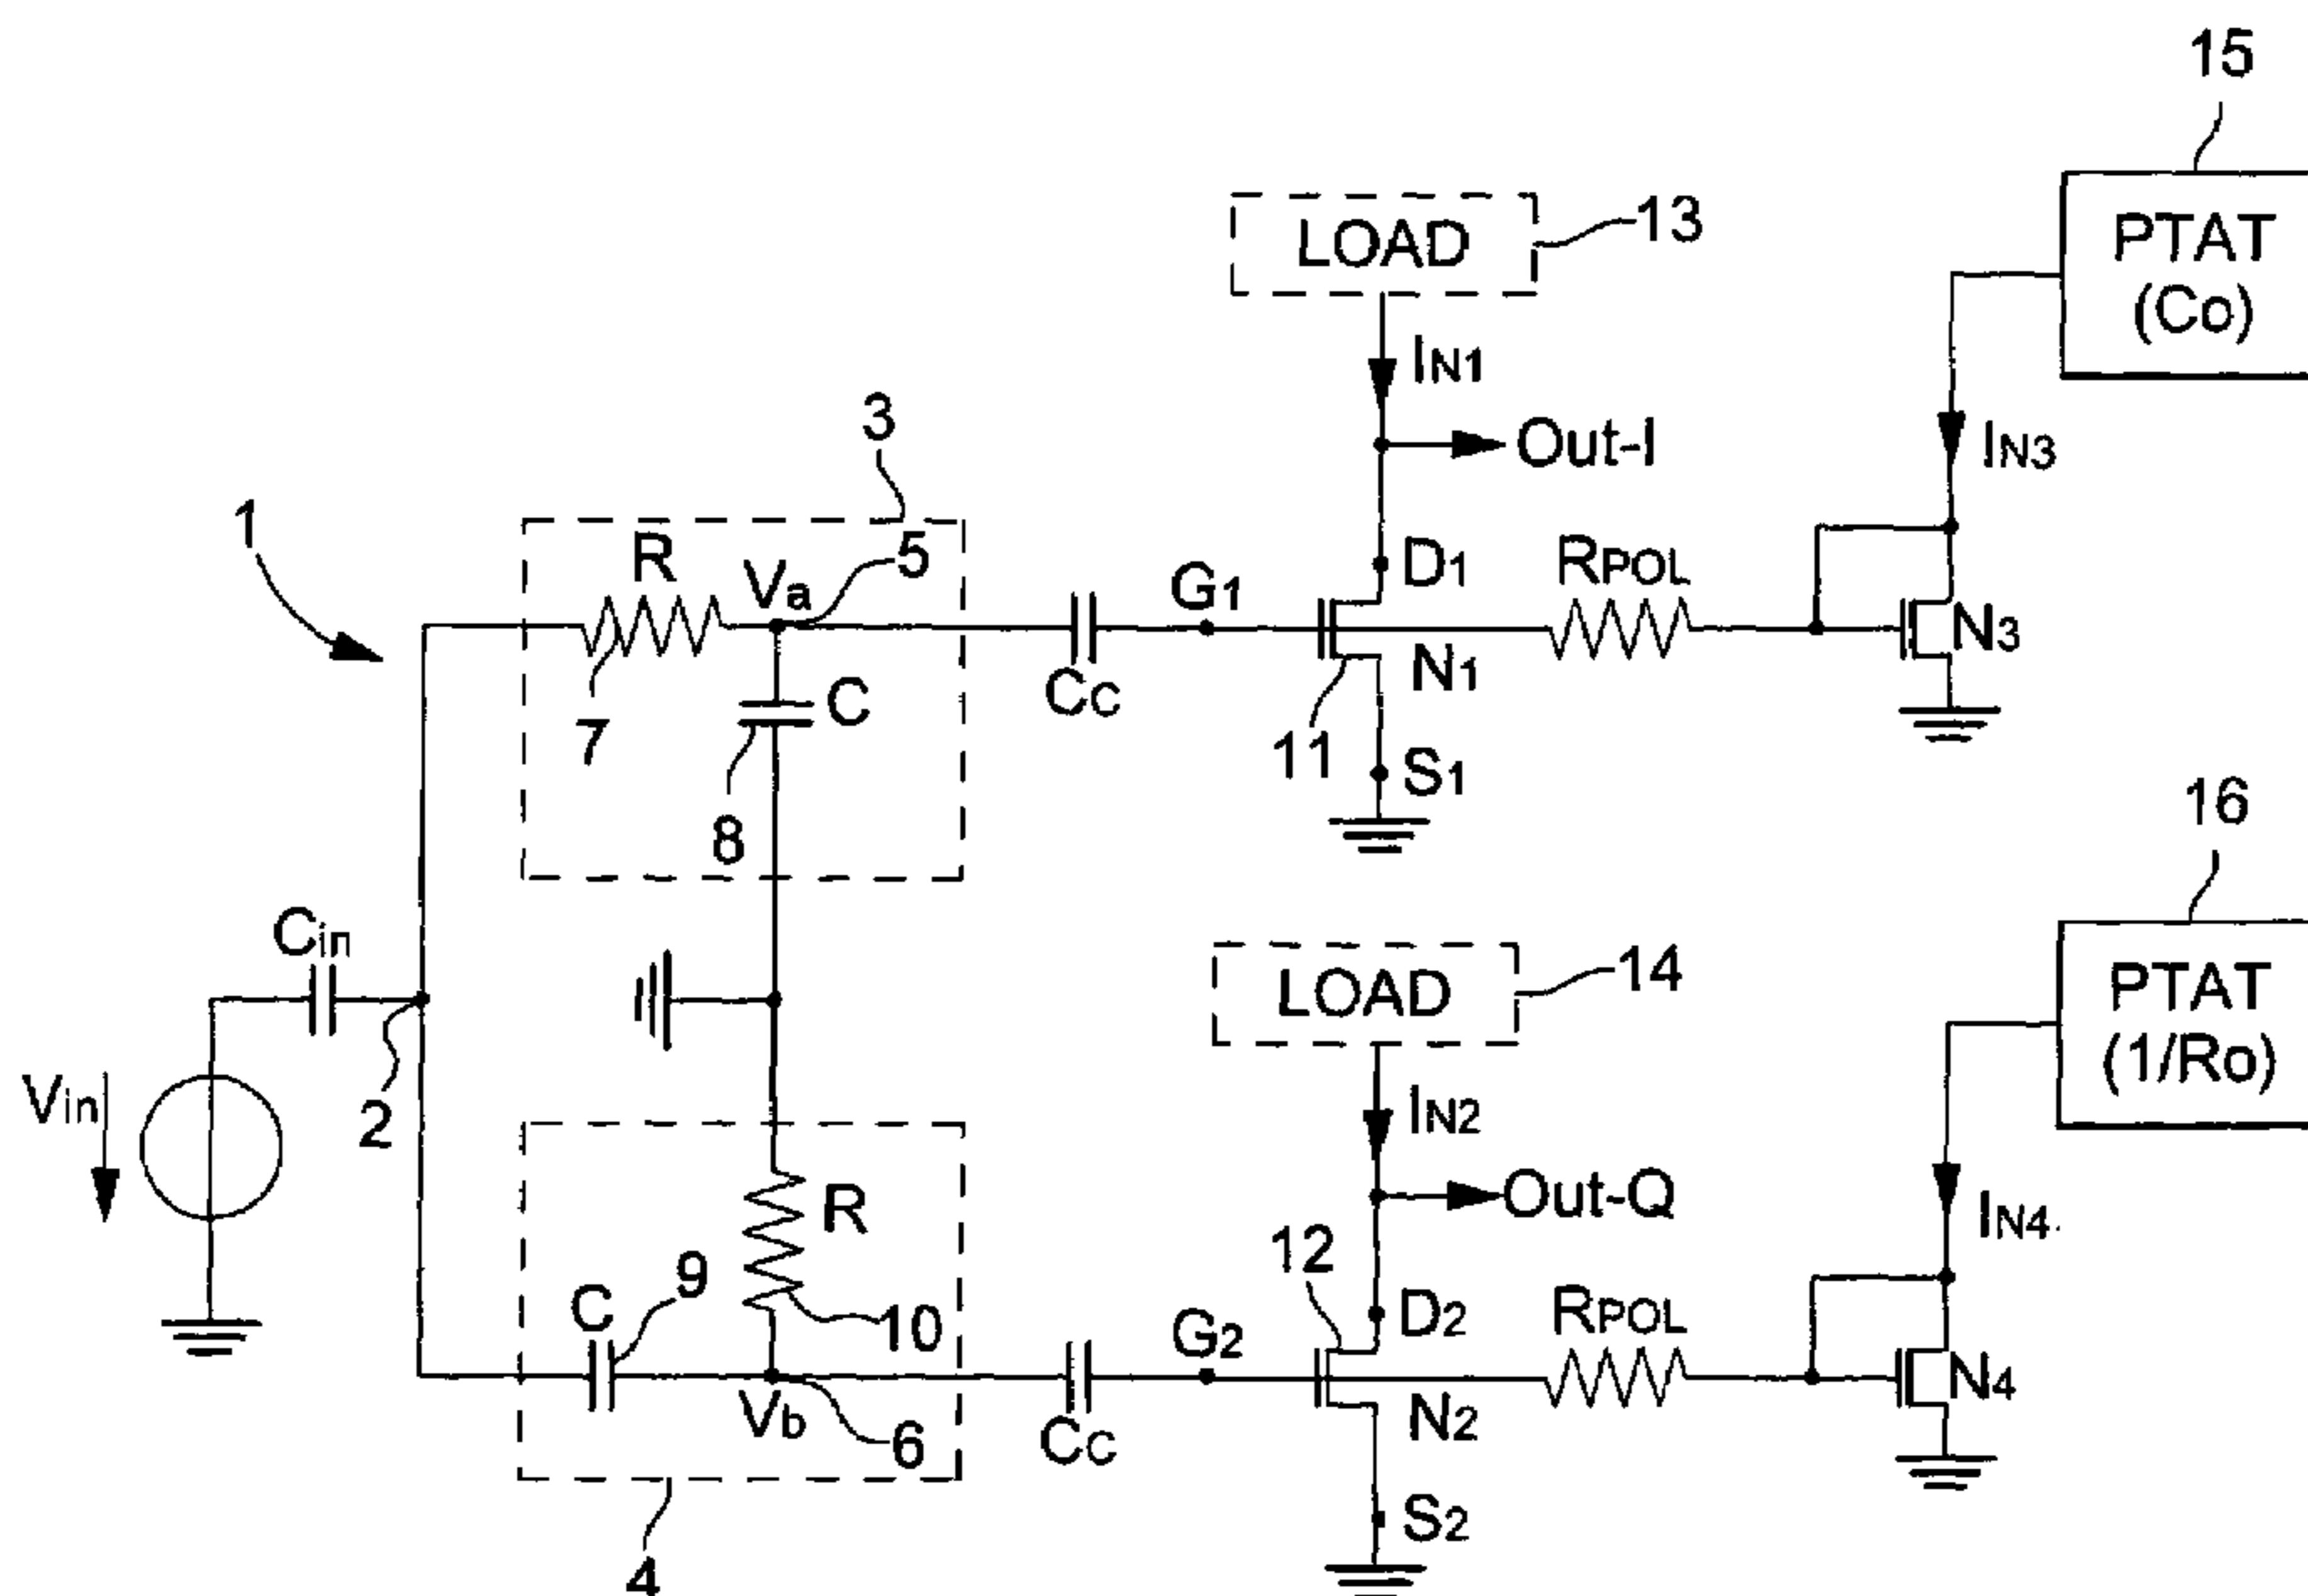 15
PTAT
(Co)
LOAD
13
IN1
Out-I
IN3
3
1
R
Va
5
G1
D1
RPOL
N3
Cc
N1
7
C
11
S1
8
16
Cin
LOAD
14
PTAT
(1/Ro)
Vin
2
IN2
Out-Q
IN4
R
12
9
C
10
G2
D2
RPOL
N4
Vb
6
Cc
N2
S2
4